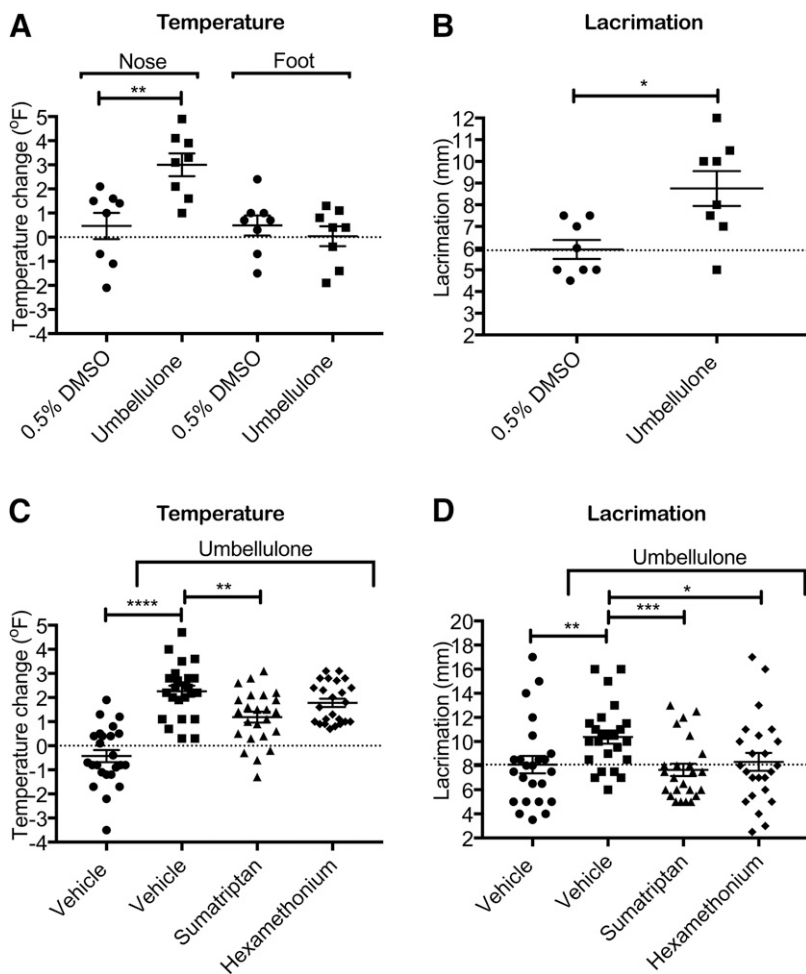 A Temperature
Nose Foot
**
Temperature change (ºF)
5
4
3
2
1
0
-1
-2
-3
-4
0.5% DMSO
Umbellulone
0.5% DMSO
Umbellulone
B Lacrimation
*
Lacrimation (mm)
12
11
10
9
8
7
6
5
4
3
2
0.5% DMSO
Umbellulone
C Temperature
Umbellulone
**** **
Temperature change (ºF)
5
4
3
2
1
0
-1
-2
-3
-4
Vehicle
Vehicle
Sumatriptan
Hexamethonium
D Lacrimation
Umbellulone
*
***
**
Lacrimation (mm)
20
18
16
14
12
10
8
6
4
2
Vehicle
Vehicle
Sumatriptan
Hexamethonium